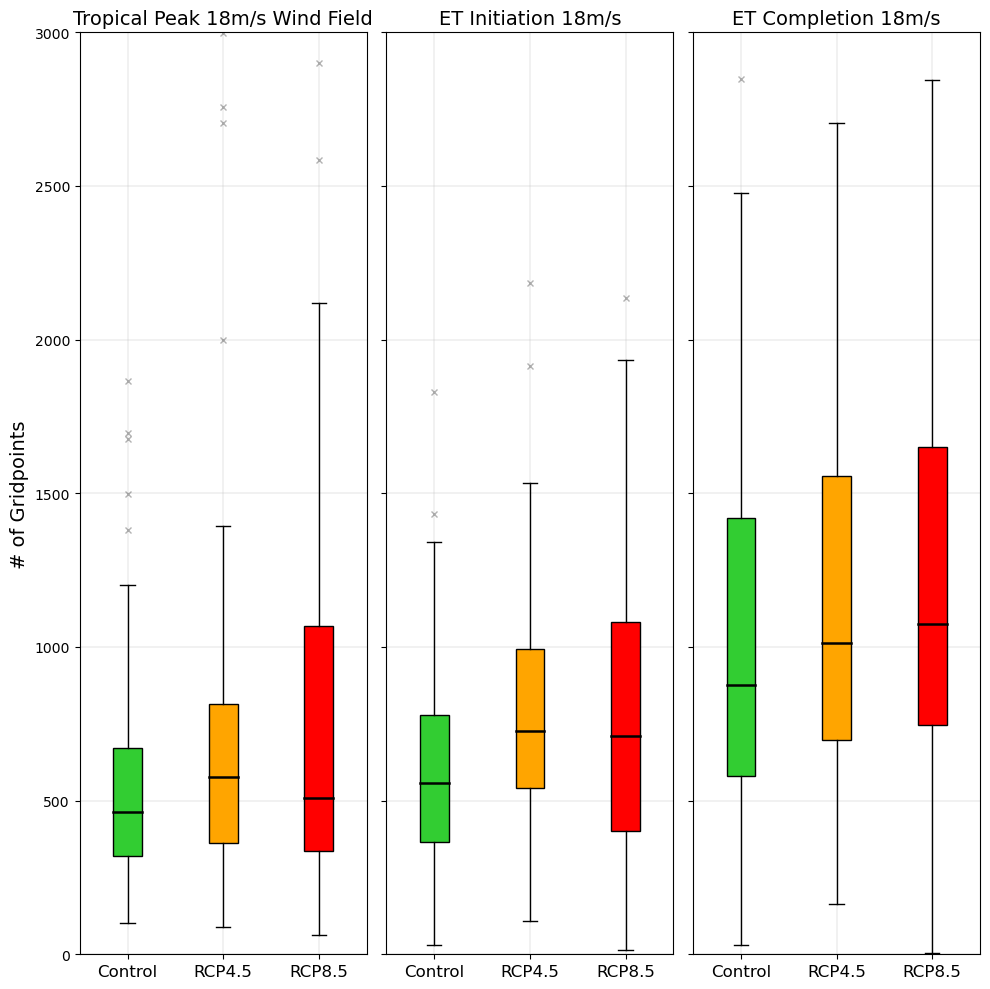 Tropical Peak 18m/s Wind Field
ET Initiation 18m/s
ET Completion 18m/s
# of Gridpoints
3000
2500
2000
1500
1000
500
0
Control RCP4.5 RCP8.5
Control RCP4.5 RCP8.5
Control RCP4.5 RCP8.5